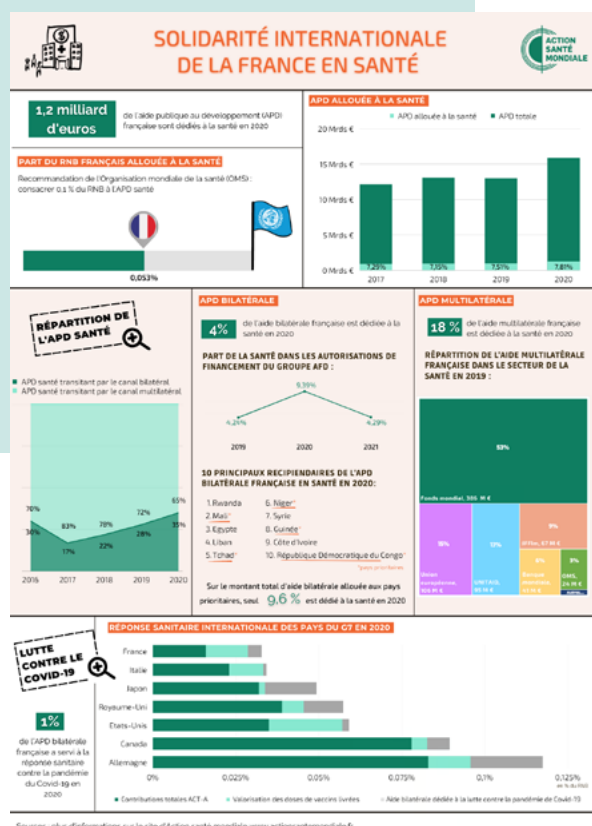 SOLIDARITÉ INTERNATIONALE
DE LA FRANCE EN SANTÉ
ACTION
SANTÉ
MONDIALE
1,2 milliard
d'euros
de l'aide publique au développement (APD)
française sont dédiés à la santé en 2020
PART DU RNB FRANÇAIS ALLOUÉE À LA SANTÉ
Recommandation de l'Organisation mondiale de la santé (OMS) :
consacrer 0.1 % du RNB à l'APD santé
0,053%
APD ALLOUÉE À LA SANTÉ
APD allouée à la santé
APD totale
20 Mrds €
15 Mrds €
10 Mrds €
5 Mrds €
0 Mrds €
7,29%
7,15%
7,51%
7,81%
2017
2018
2019
2020
RÉPARTITION DE
L'APD SANTÉ
APD santé transitant par le canal bilatéral
APD santé transitant par le canal multilatéral
70%
83%
78%
72%
65%
30%
17%
22%
28%
35%
2016
2017
2018
2019
2020
APD BILATÉRALE
4%
de l'aide bilatérale française est dédiée à la
santé en 2020
PART DE LA SANTÉ DANS LES AUTORISATIONS DE
FINANCEMENT DU GROUPE AFD :
9,39%
4,24%
4,29%
2019
2020
2021
10 PRINCIPAUX RECIPIENDAIRES DE L'APD
BILATÉRALE FRANÇAISE EN SANTÉ EN 2020:
1. Rwanda
2. Mali*
3. Egypte
4. Liban
5. Tchad*
6. Niger*
7. Syrie
8. Guinée*
9. Côte d'Ivoire
10. République Démocratique du Congo*
*pays prioritaires
Sur le montant total d'aide bilatérale allouée aux pays
prioritaires, seul 9,6 % est dédié à la santé en 2020
APD MULTILATÉRALE
18 %
de l'aide multilatérale française
est dédiée à la santé en 2020
RÉPARTITION DE L'AIDE MULTILATÉRALE
FRANÇAISE DANS LE SECTEUR DE LA
SANTÉ EN 2019 :
Fonds mondial,
Union
européenne,
UNITAID,
Banque
OMS,
LUTTE
CONTRE LE
COVID-19
1%
de l'APD bilatérale
française a servi à la
réponse sanitaire
contre la pandémie
du Covid-19 en
2020
RÉPONSE SANITAIRE INTERNATIONALE DES PAYS DU G7 EN 2020
France
Italie
Japon
Royaume-Uni
Etats-Unis
Canada
Allemagne
0%
0,025%
0,05%
0,075%
0,1%
0,125%
en % du RNB
Contributions totales ACT-A
Valorisation des doses de vaccins livrées
Aide bilatérale dédiée à la lutte contre la pandémie de Covid-19